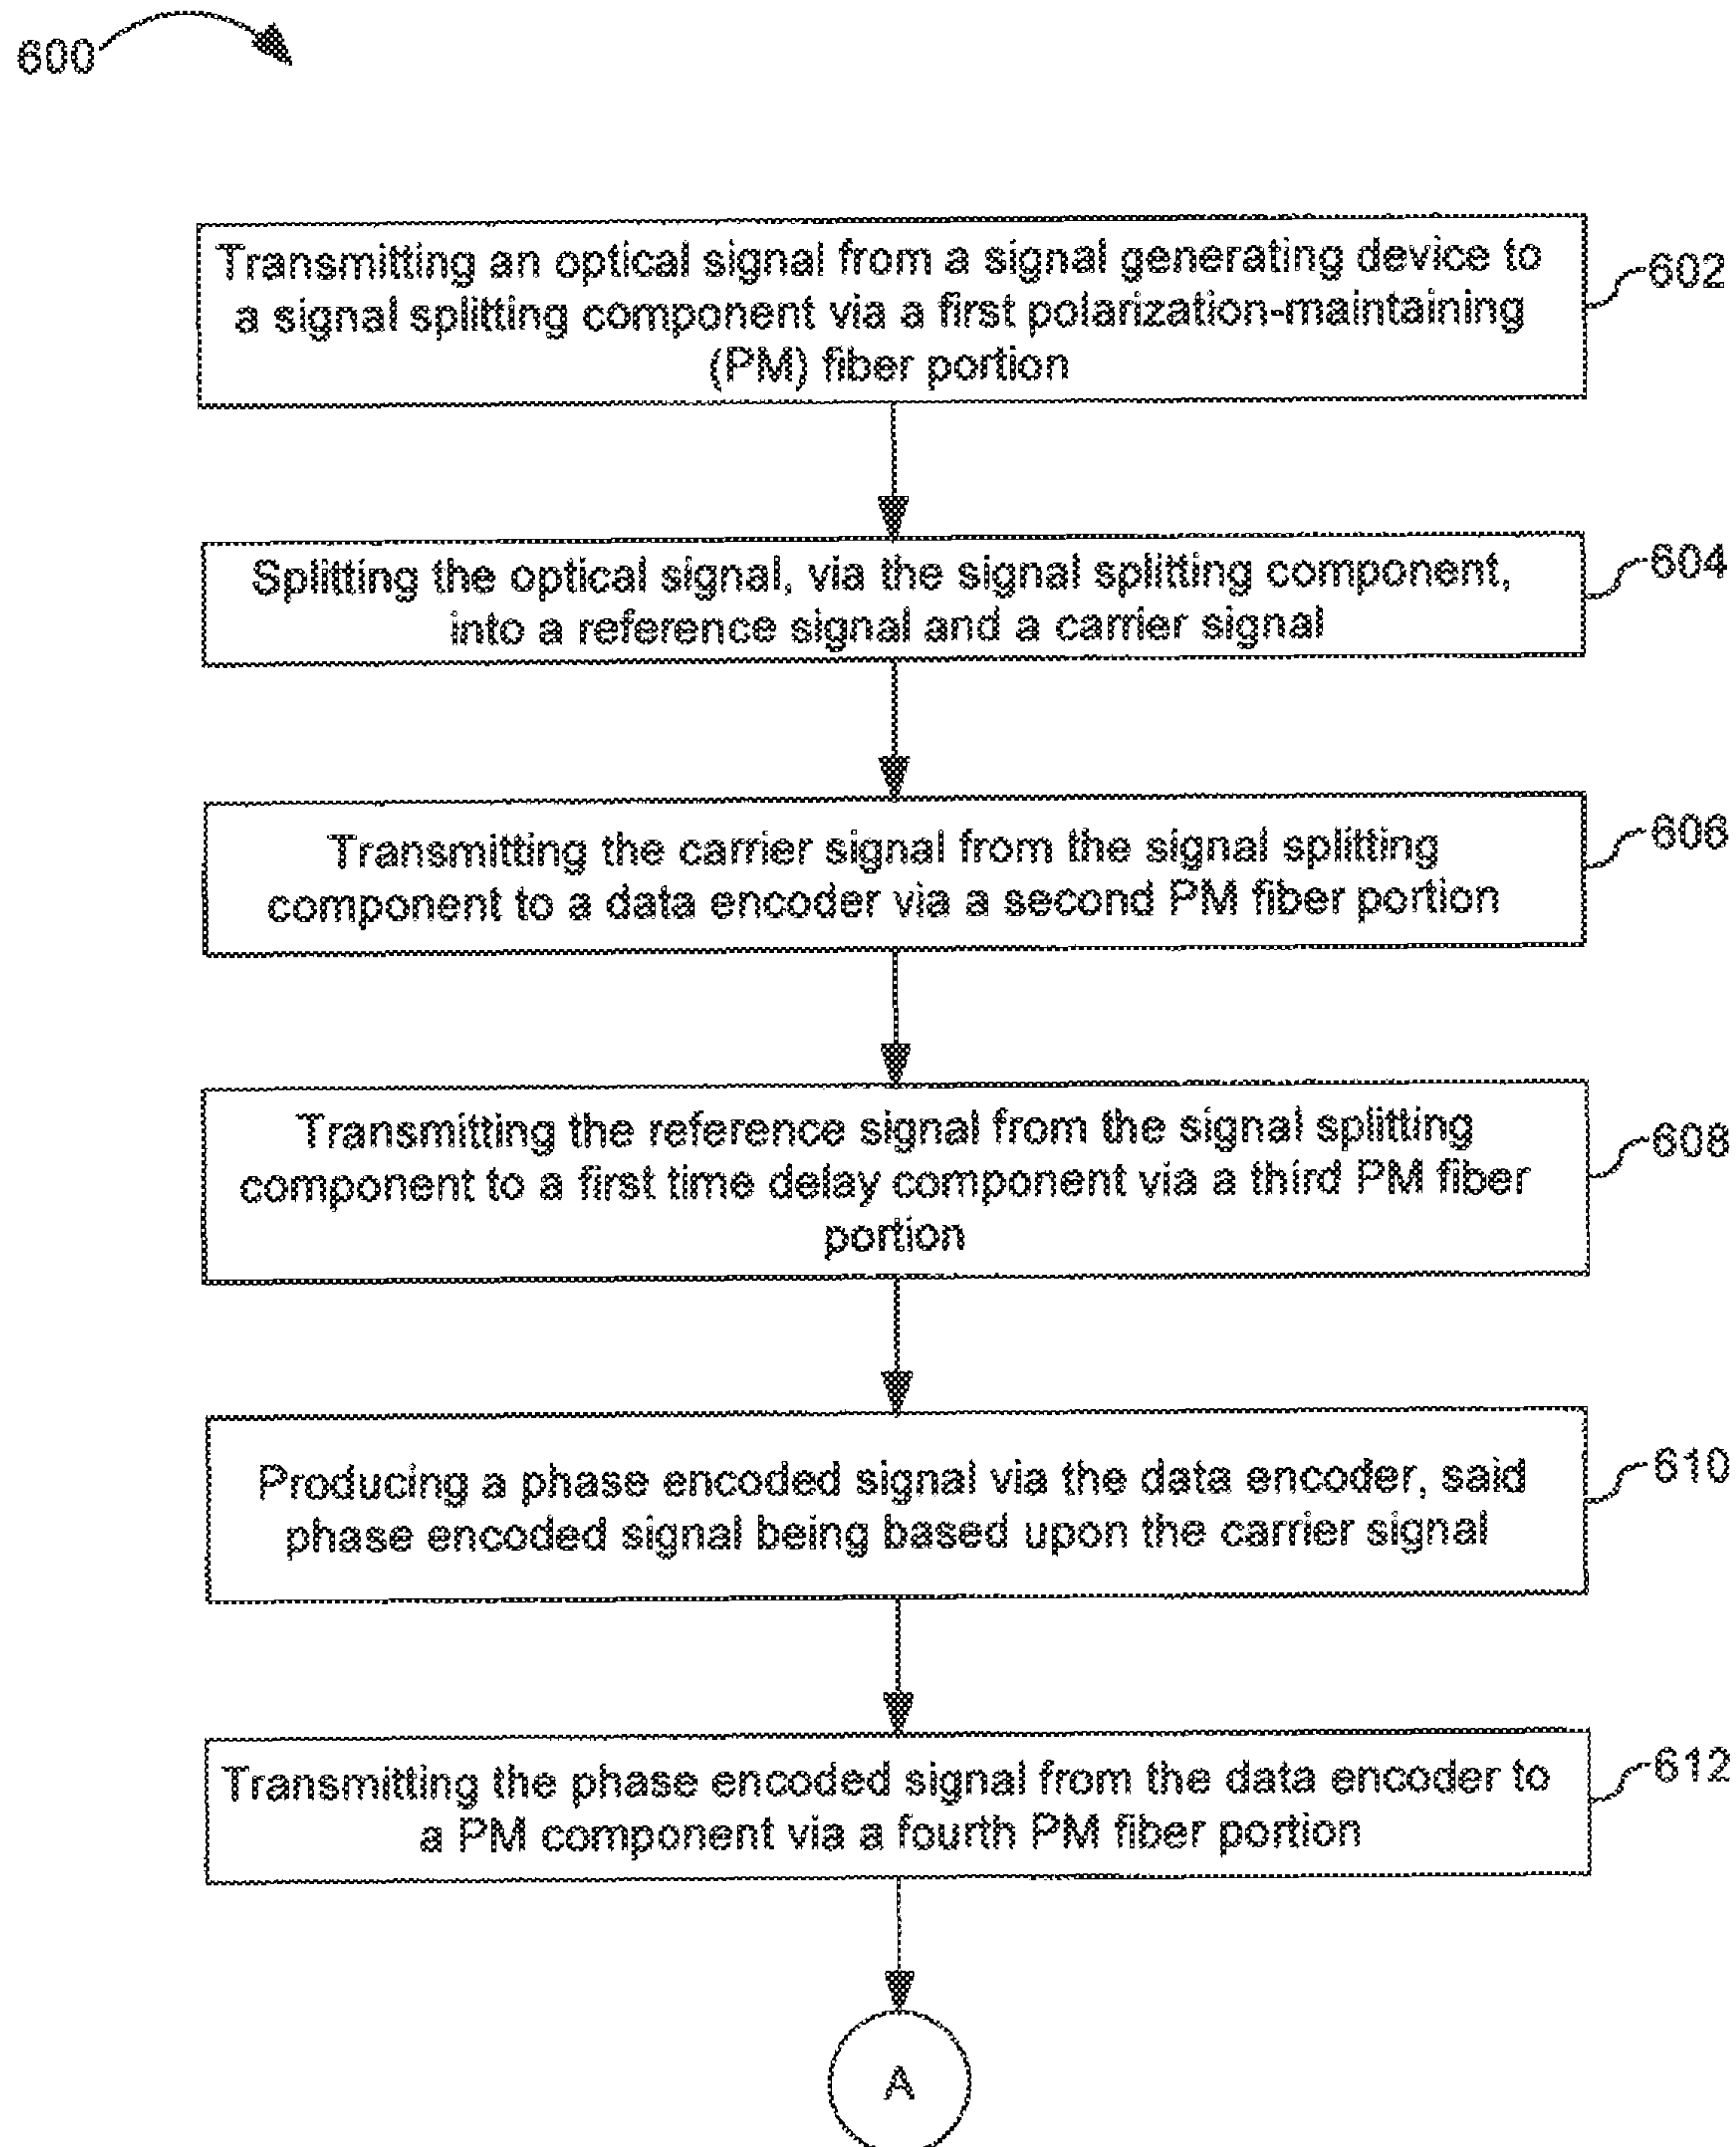 600
Transmitting an optical signal from a signal generating device to
a signal splitting component via a first polarization-maintaining
(PM) fiber portion
602
Splitting the optical signal, via the signal splitting component,
into a reference signal and a carrier signal
604
Transmitting the carrier signal from the signal splitting
component to a data encoder via a second PM fiber portion
606
Transmitting the reference signal from the signal splitting
component to a first time delay component via a third PM fiber
portion
608
Producing a phase encoded signal via the data encoder, said
phase encoded signal being based upon the carrier signal
610
Transmitting the phase encoded signal from the data encoder to
a PM component via a fourth PM fiber portion
612
A